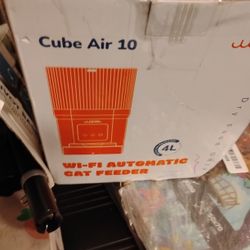 Cube Air 10
4L
WI-FI AUTOMATIC
CAT FEEDER